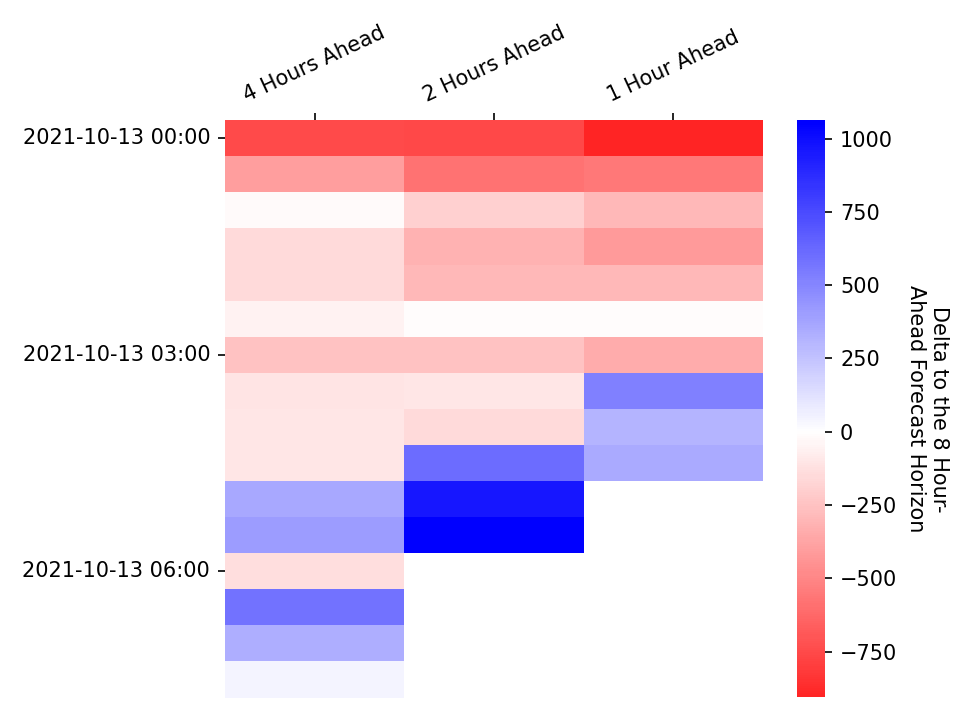 4 Hours Ahead
2 Hours Ahead
1 Hour Ahead
2021-10-13 00:00
2021-10-13 03:00
2021-10-13 06:00
1000
750
500
250
0
−250
−500
−750
Delta to the 8 Hour-
Ahead Forecast Horizon